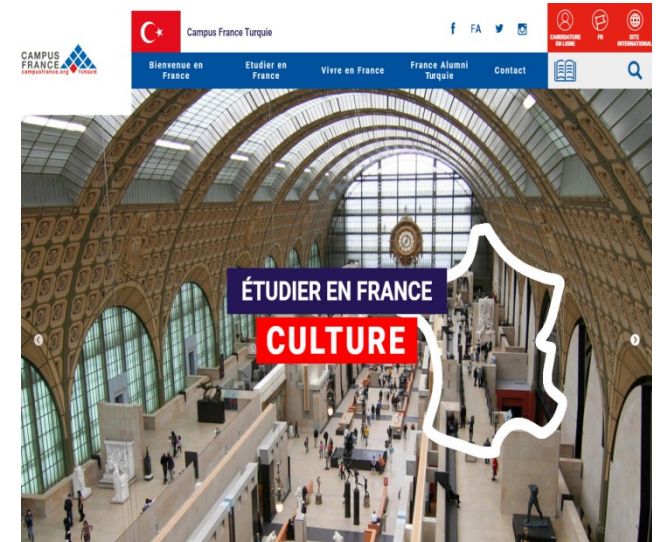 CAMPUS
FRANCE
campusfrance.org TURQUIE
Campus France Turquie
f FA
CANDIDATURE
EN LIGNE
FR
SITE
INTERNATIONAL
Bienvenue en
France
Etudier en
France
Vivre en France
France Alumni
Turquie
Contact
ÉTUDIER EN FRANCE
CULTURE